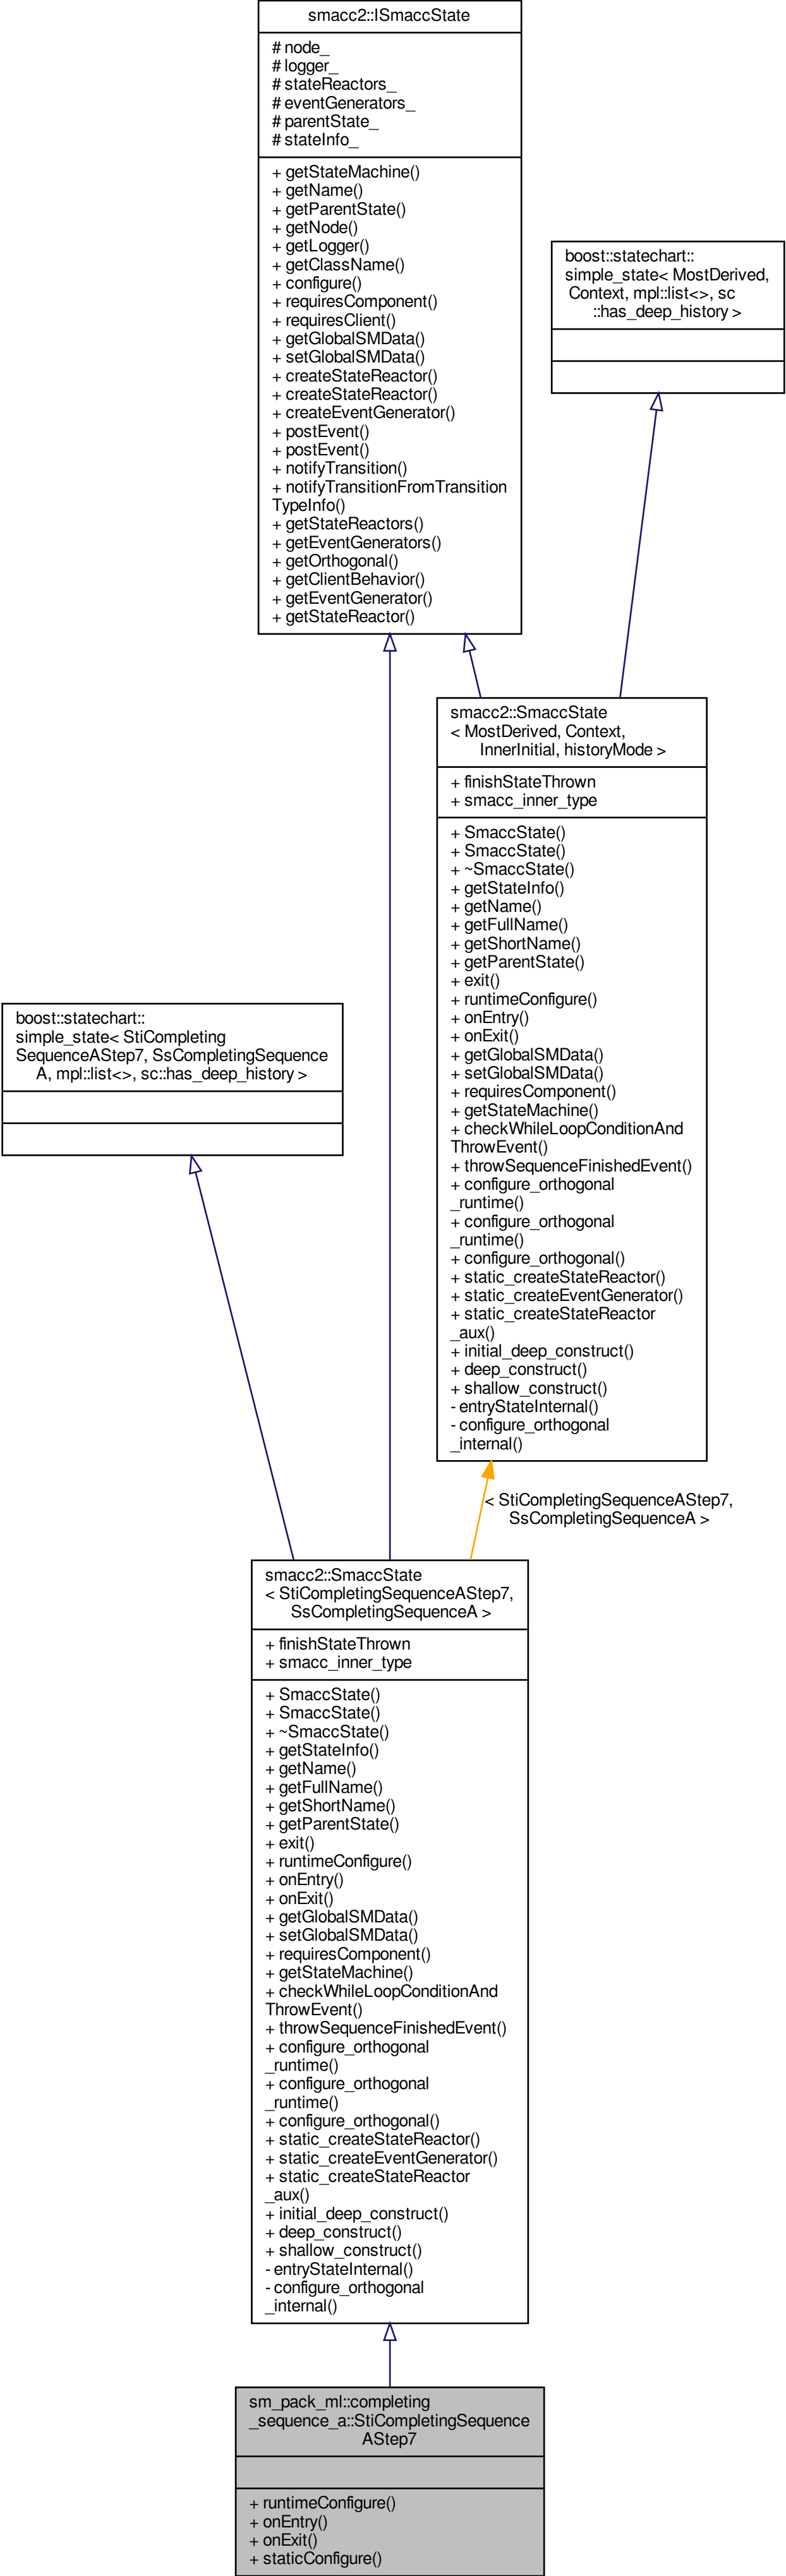 smacc2::ISmaccState
# node_
# logger_
# stateReactors_
# eventGenerators_
# parentState_
# stateInfo_
+ getStateMachine()
+ getName()
+ getParentState()
+ getNode()
+ getLogger()
+ getClassName()
+ configure()
+ requiresComponent()
+ requiresClient()
+ getGlobalSMData()
+ setGlobalSMData()
+ createStateReactor()
+ createStateReactor()
+ createEventGenerator()
+ postEvent()
+ postEvent()
+ notifyTransition()
+ notifyTransitionFromTransition
TypeInfo()
+ getStateReactors()
+ getEventGenerators()
+ getOrthogonal()
+ getClientBehavior()
+ getEventGenerator()
+ getStateReactor()
boost::statechart::
simple_state< MostDerived,
Context, mpl::list<>, sc
::has_deep_history >
smacc2::SmaccState
< MostDerived, Context,
InnerInitial, historyMode >
+ finishStateThrown
+ smacc_inner_type
+ SmaccState()
+ SmaccState()
+ ~SmaccState()
+ getStateInfo()
+ getName()
+ getFullName()
+ getShortName()
+ getParentState()
+ exit()
+ runtimeConfigure()
+ onEntry()
+ onExit()
+ getGlobalSMData()
+ setGlobalSMData()
+ requiresComponent()
+ getStateMachine()
+ checkWhileLoopConditionAnd
ThrowEvent()
+ throwSequenceFinishedEvent()
+ configure_orthogonal
_runtime()
+ configure_orthogonal
_runtime()
+ configure_orthogonal()
+ static_createStateReactor()
+ static_createEventGenerator()
+ static_createStateReactor
_aux()
+ initial_deep_construct()
+ deep_construct()
+ shallow_construct()
- entryStateInternal()
- configure_orthogonal
_internal()
boost::statechart::
simple_state< StiCompleting
SequenceAStep7, SsCompletingSequence
A, mpl::list<>, sc::has_deep_history >
< StiCompletingSequenceAStep7,
SsCompletingSequenceA >
smacc2::SmaccState
< StiCompletingSequenceAStep7,
SsCompletingSequenceA >
+ finishStateThrown
+ smacc_inner_type
+ SmaccState()
+ SmaccState()
+ ~SmaccState()
+ getStateInfo()
+ getName()
+ getFullName()
+ getShortName()
+ getParentState()
+ exit()
+ runtimeConfigure()
+ onEntry()
+ onExit()
+ getGlobalSMData()
+ setGlobalSMData()
+ requiresComponent()
+ getStateMachine()
+ checkWhileLoopConditionAnd
ThrowEvent()
+ throwSequenceFinishedEvent()
+ configure_orthogonal
_runtime()
+ configure_orthogonal
_runtime()
+ configure_orthogonal()
+ static_createStateReactor()
+ static_createEventGenerator()
+ static_createStateReactor
_aux()
+ initial_deep_construct()
+ deep_construct()
+ shallow_construct()
- entryStateInternal()
- configure_orthogonal
_internal()
sm_pack_ml::completing
_sequence_a::StiCompletingSequence
AStep7
+ runtimeConfigure()
+ onEntry()
+ onExit()
+ staticConfigure()